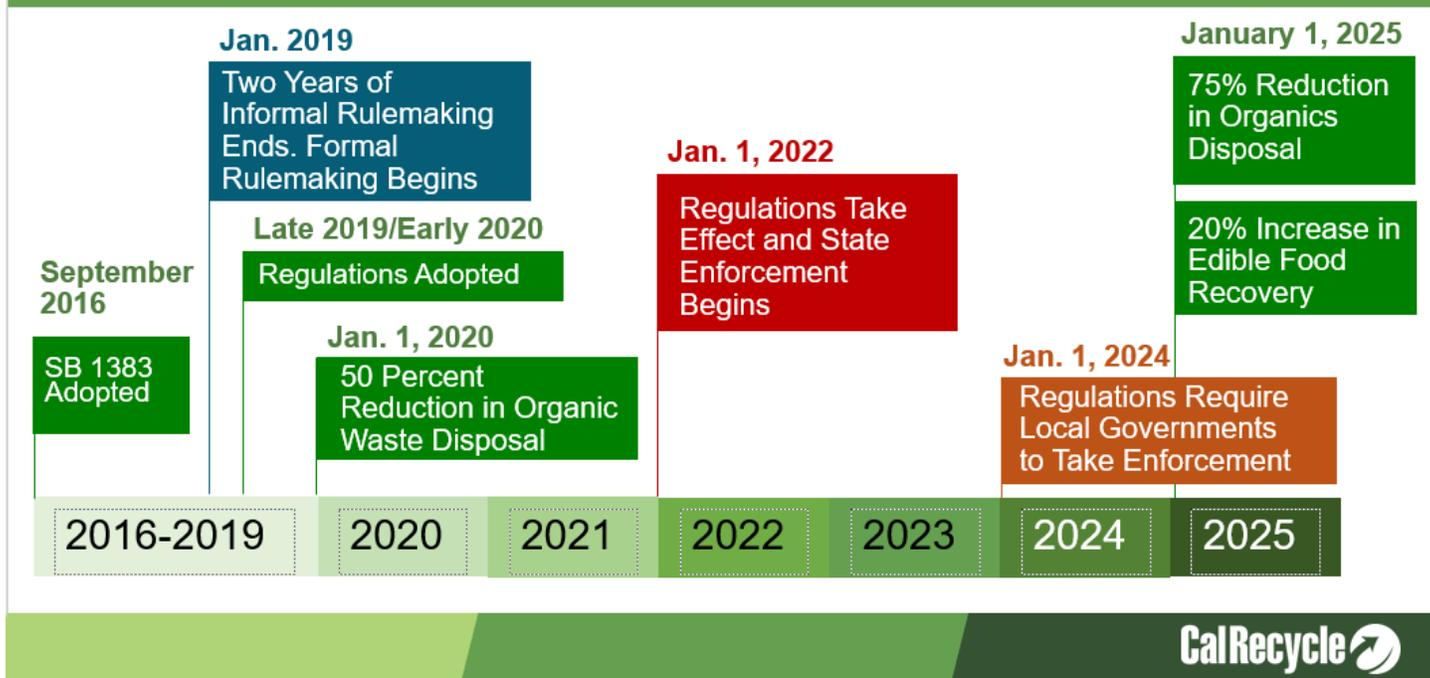 Jan. 2019
Two Years of
Informal Rulemaking
Ends. Formal
Rulemaking Begins
Late 2019/Early 2020
Regulations Adopted
September
2016
SB 1383
Adopted
Jan. 1, 2020
50 Percent
Reduction in Organic
Waste Disposal
Jan. 1, 2022
Regulations Take
Effect and State
Enforcement
Begins
Jan. 1, 2024
Regulations Require
Local Governments
to Take Enforcement
January 1, 2025
75% Reduction
in Organics
Disposal
20% Increase in
Edible Food
Recovery
2016-2019
2020
2021
2022
2023
2024
2025
CalRecycle